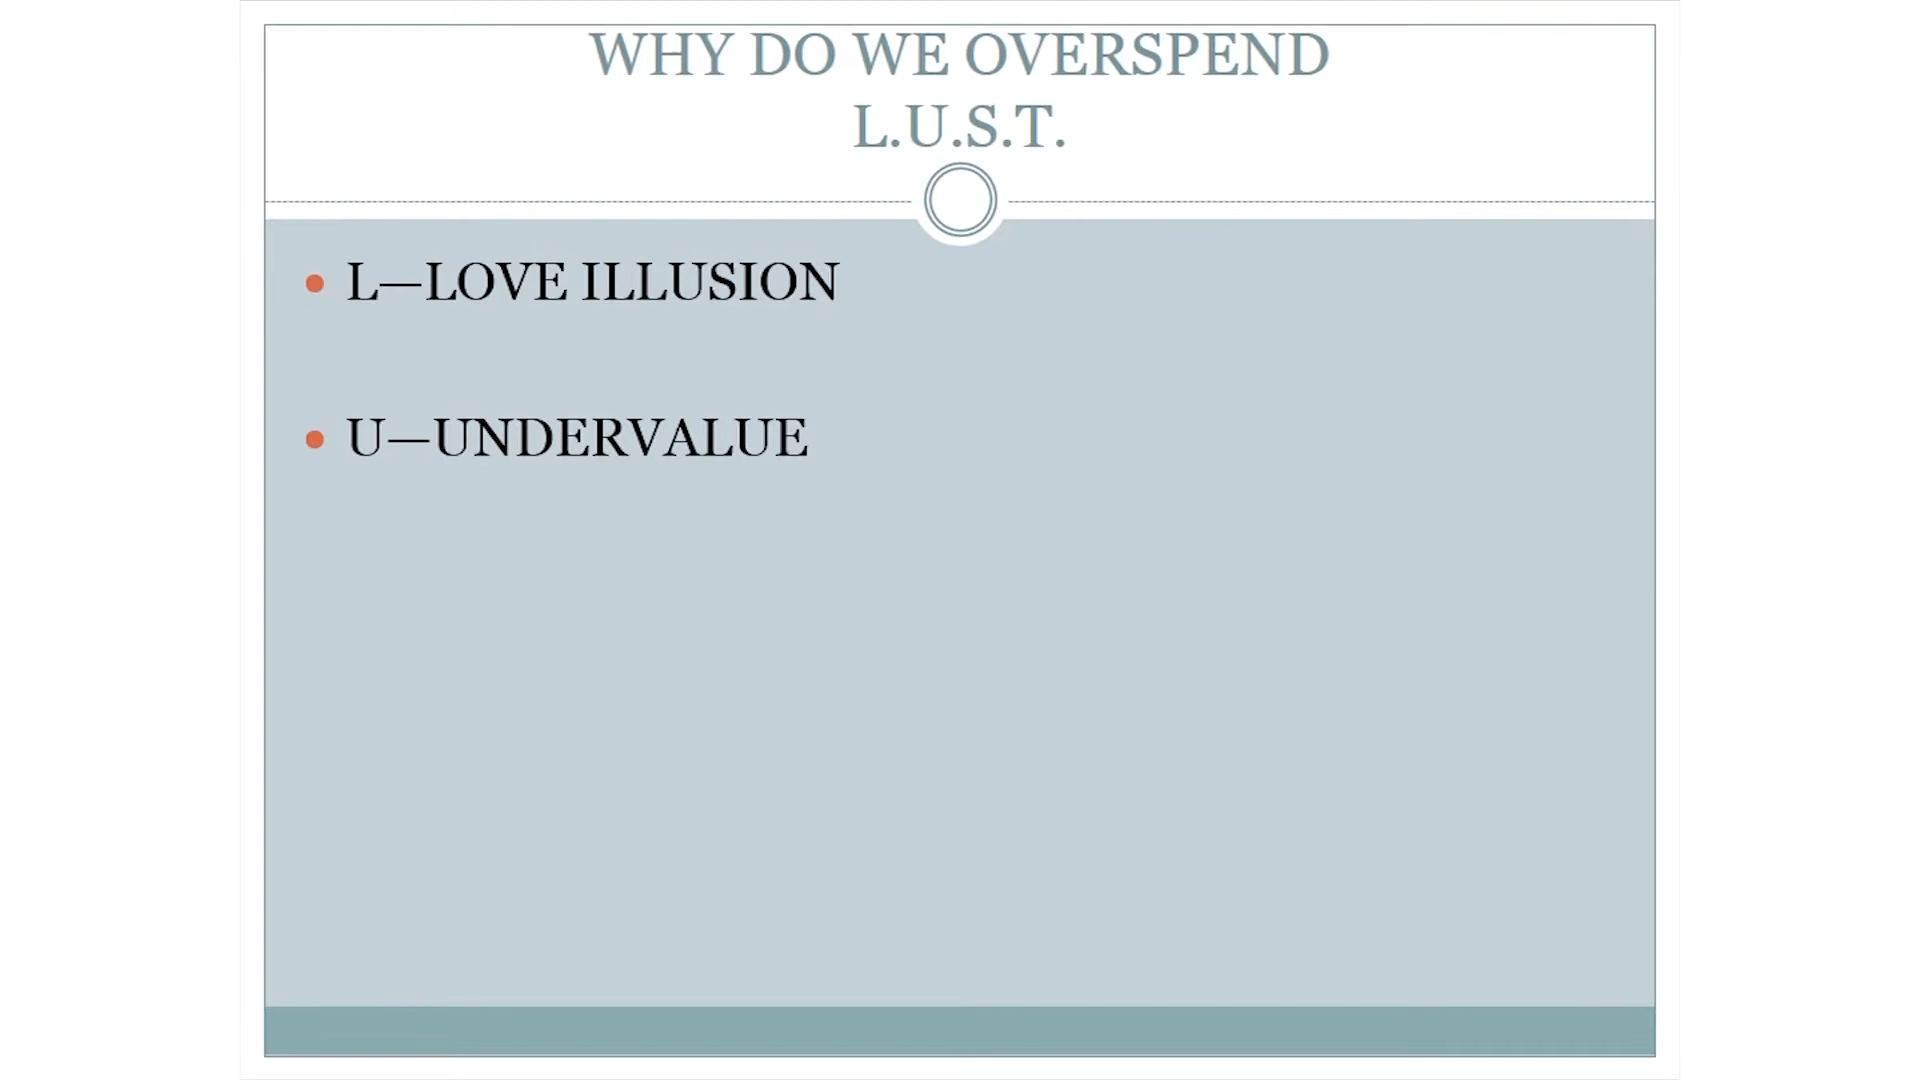 WHY DO WE OVERSPEND
L.U.S.T.
L—LOVE ILLUSION
U—UNDERVALUE